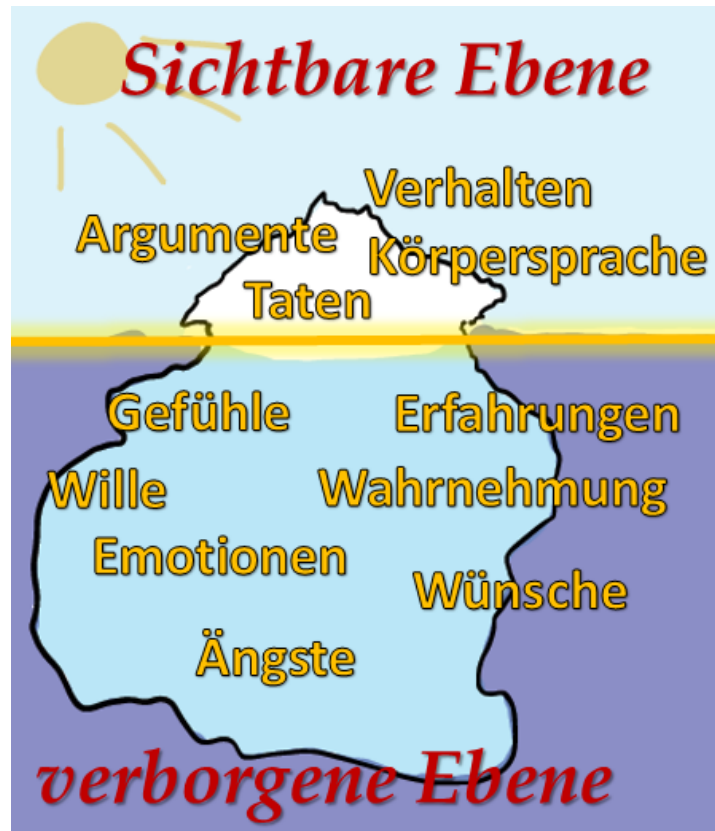 Sichtbare Ebene
Verhalten
Argumente
Körpersprache
Taten
Gefühle
Erfahrungen
Wille
Wahrnehmung
Emotionen
Wünsche
Ängste
verborgene Ebene